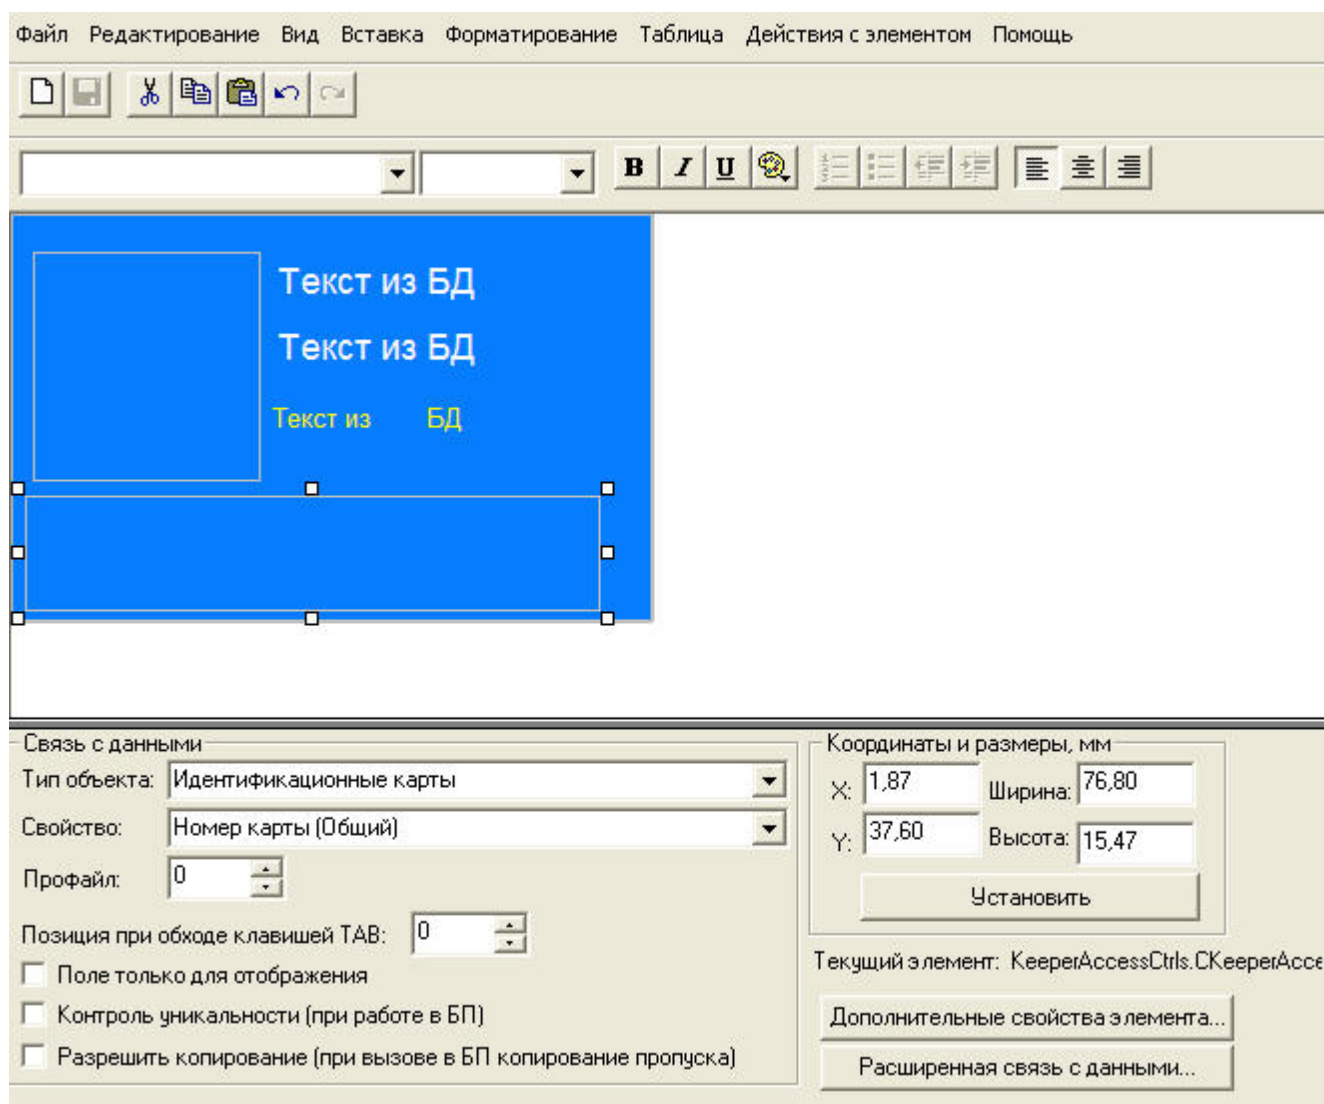 Файл Редактирование Вид Вставка Форматирование Таблица Действия с элементом Помощь
B I U
Текст из БД
Текст из БД
Текст из БД
Связь с данными
Тип объекта: Идентификационные карты
Свойство: Номер карты (Общий)
Профайл: 0
Позиция при обходе клавишей TAB: 0
Поле только для отображения
Контроль уникальности (при работе в БП)
Разрешить копирование (при вызове в БП копирование пропуска)
Координаты и размеры, мм
X: 1,87 Ширина: 76,80
Y: 37,60 Высота: 15,47
Установить
Текущий элемент: KeeperAccessCtrls.CKeeperAcce
Дополнительные свойства элемента...
Расширенная связь с данными...